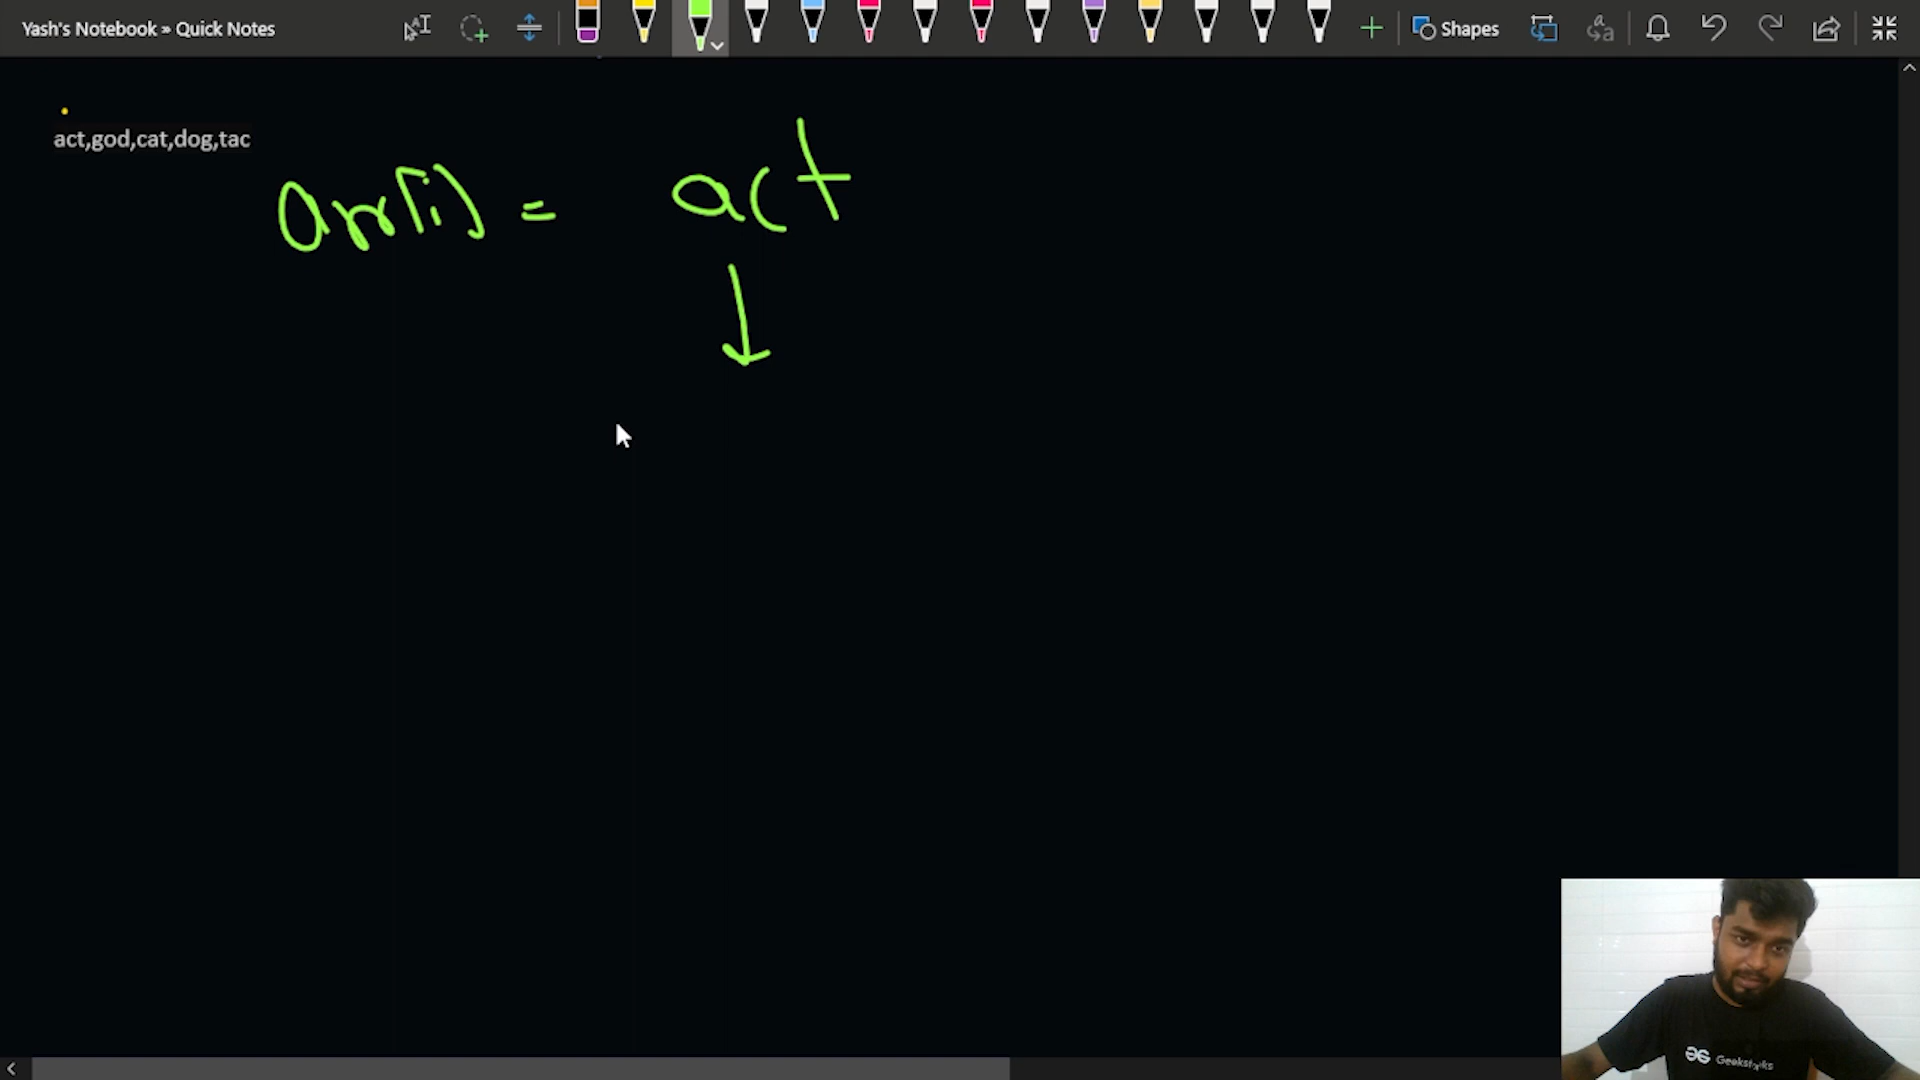 Yash's Notebook » Quick Notes
Shapes
act,god,cat,dog,tac
arr[i] = act